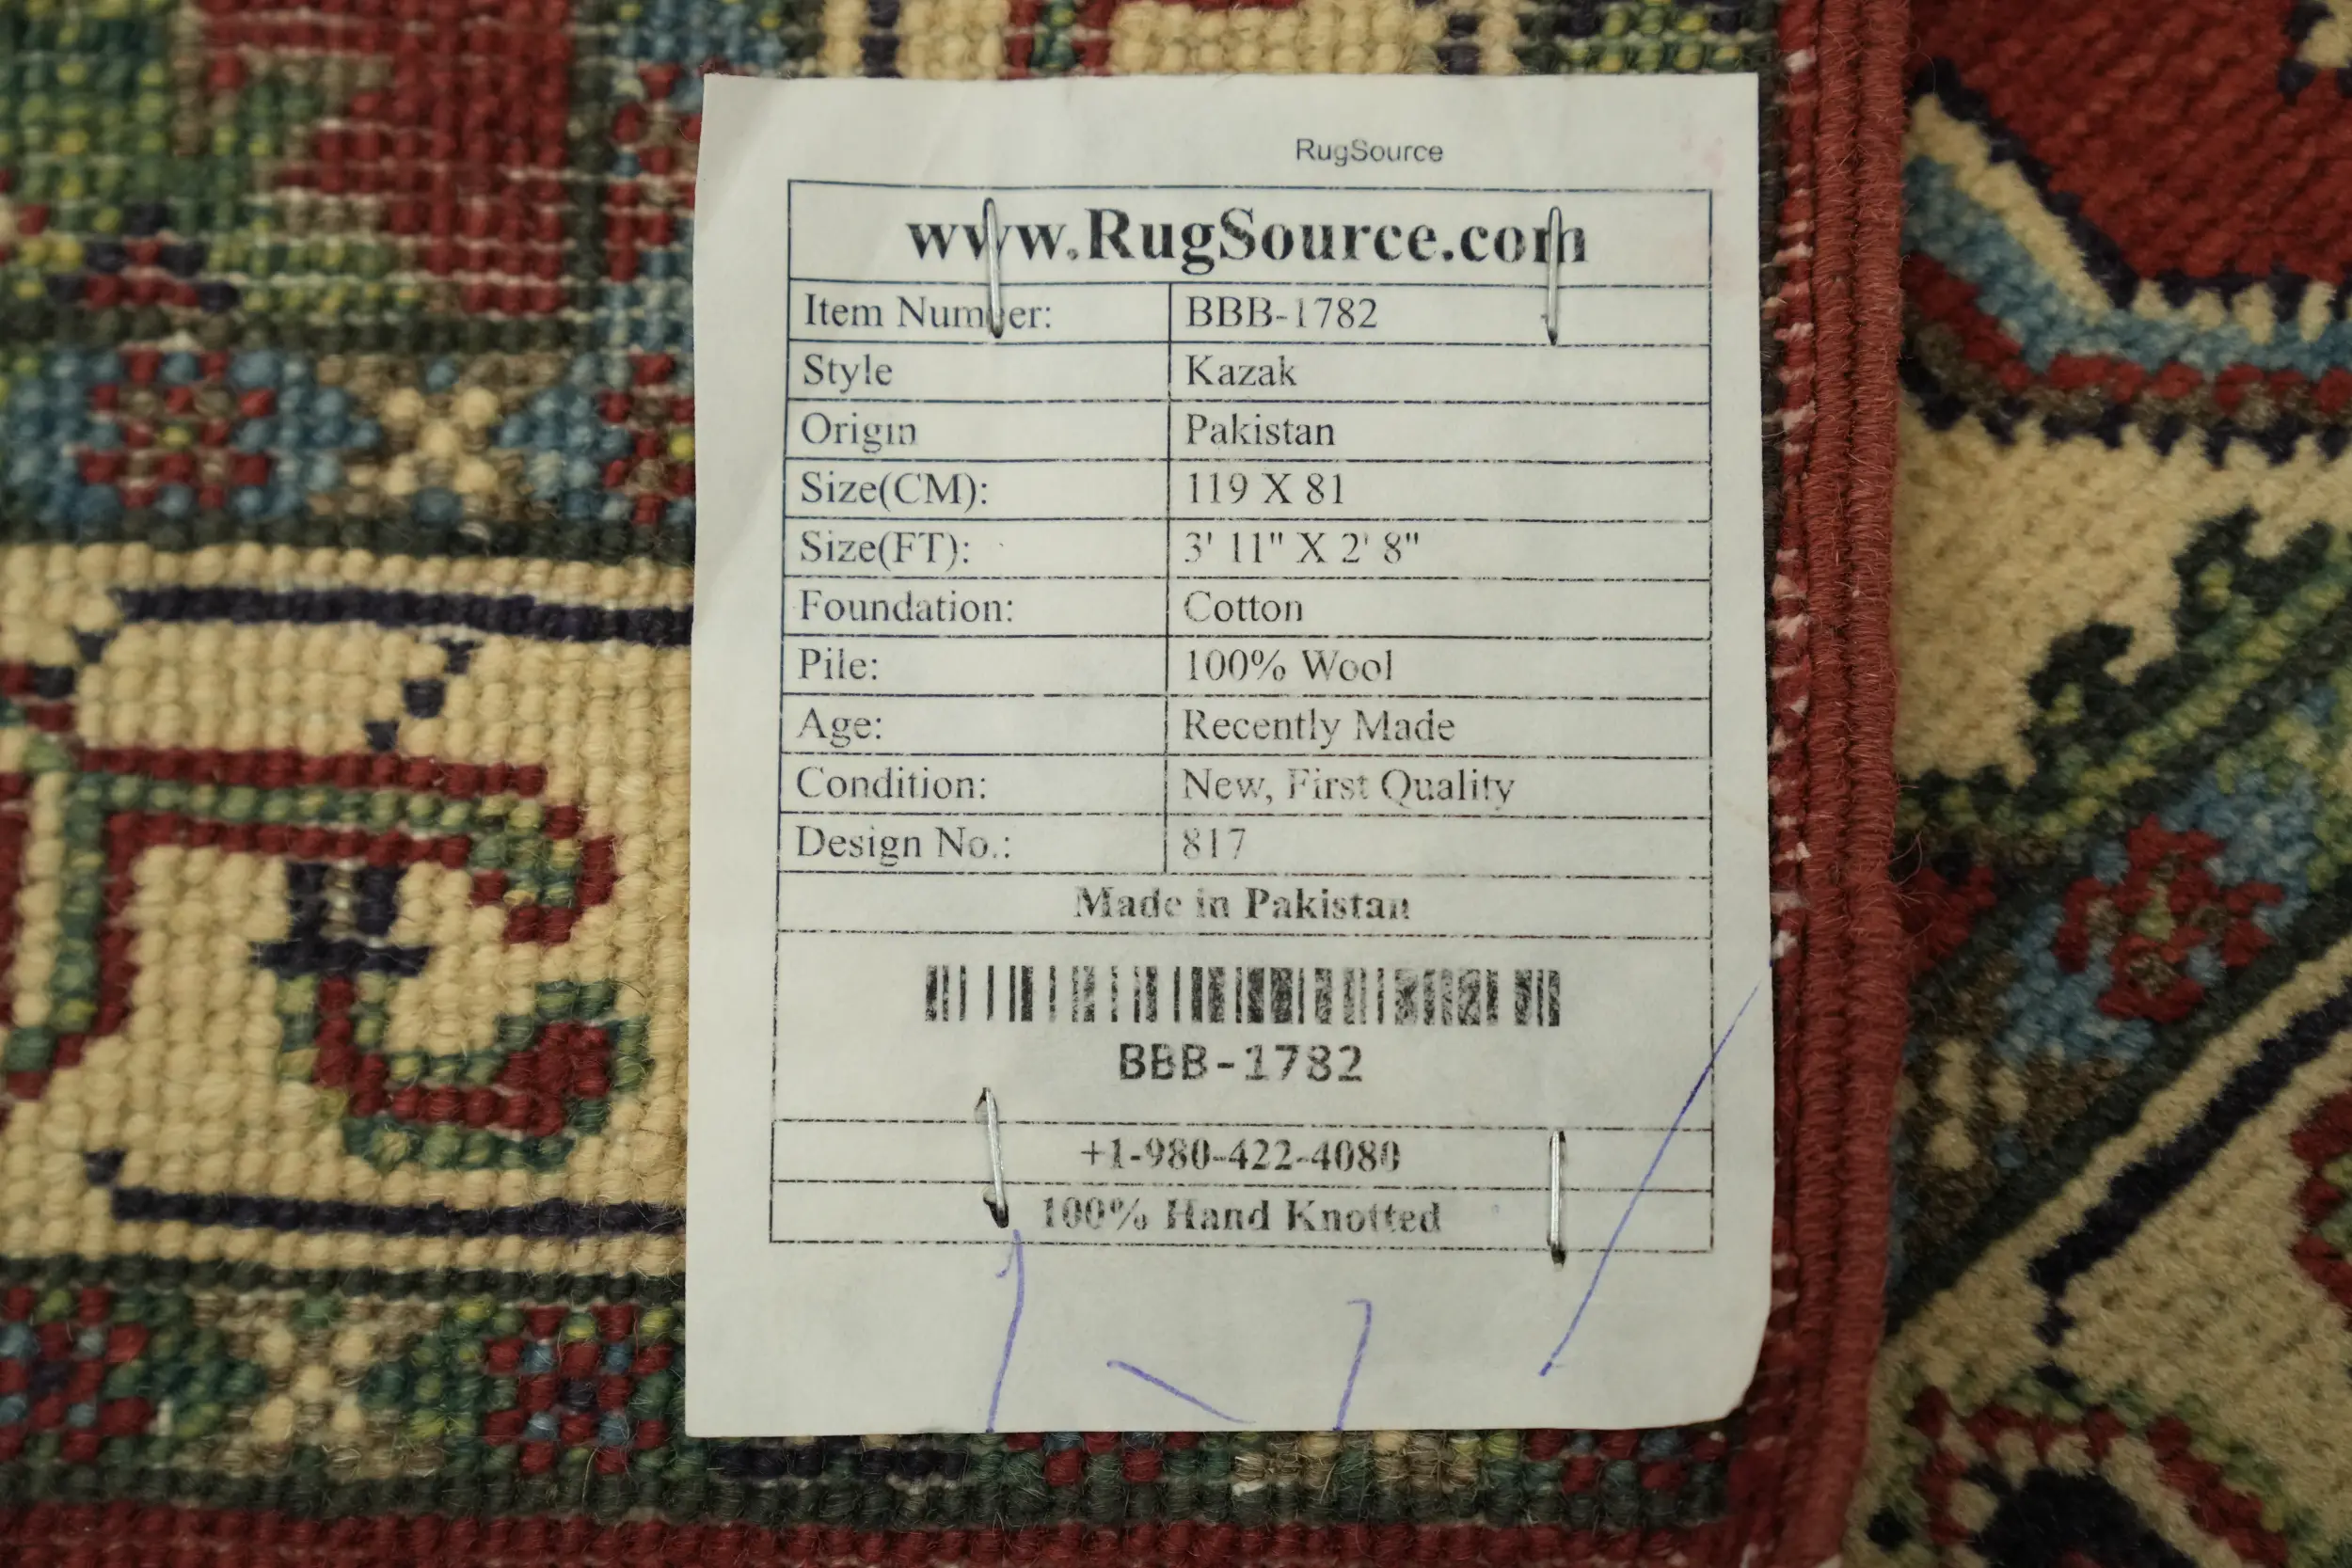 RugSource
www.RugSource.com
Item Number: BBB-1782
Style Kazak
Origin Pakistan
Size(CM): 119 X 81
Size(FT): 3' 11" X 2' 8"
Foundation: Cotton
Pile: 100% Wool
Age: Recently Made
Condition: New, First Quality
Design No.: 817
Made in Pakistan
BBB-1782
+1-980-422-4080
100% Hand Knotted